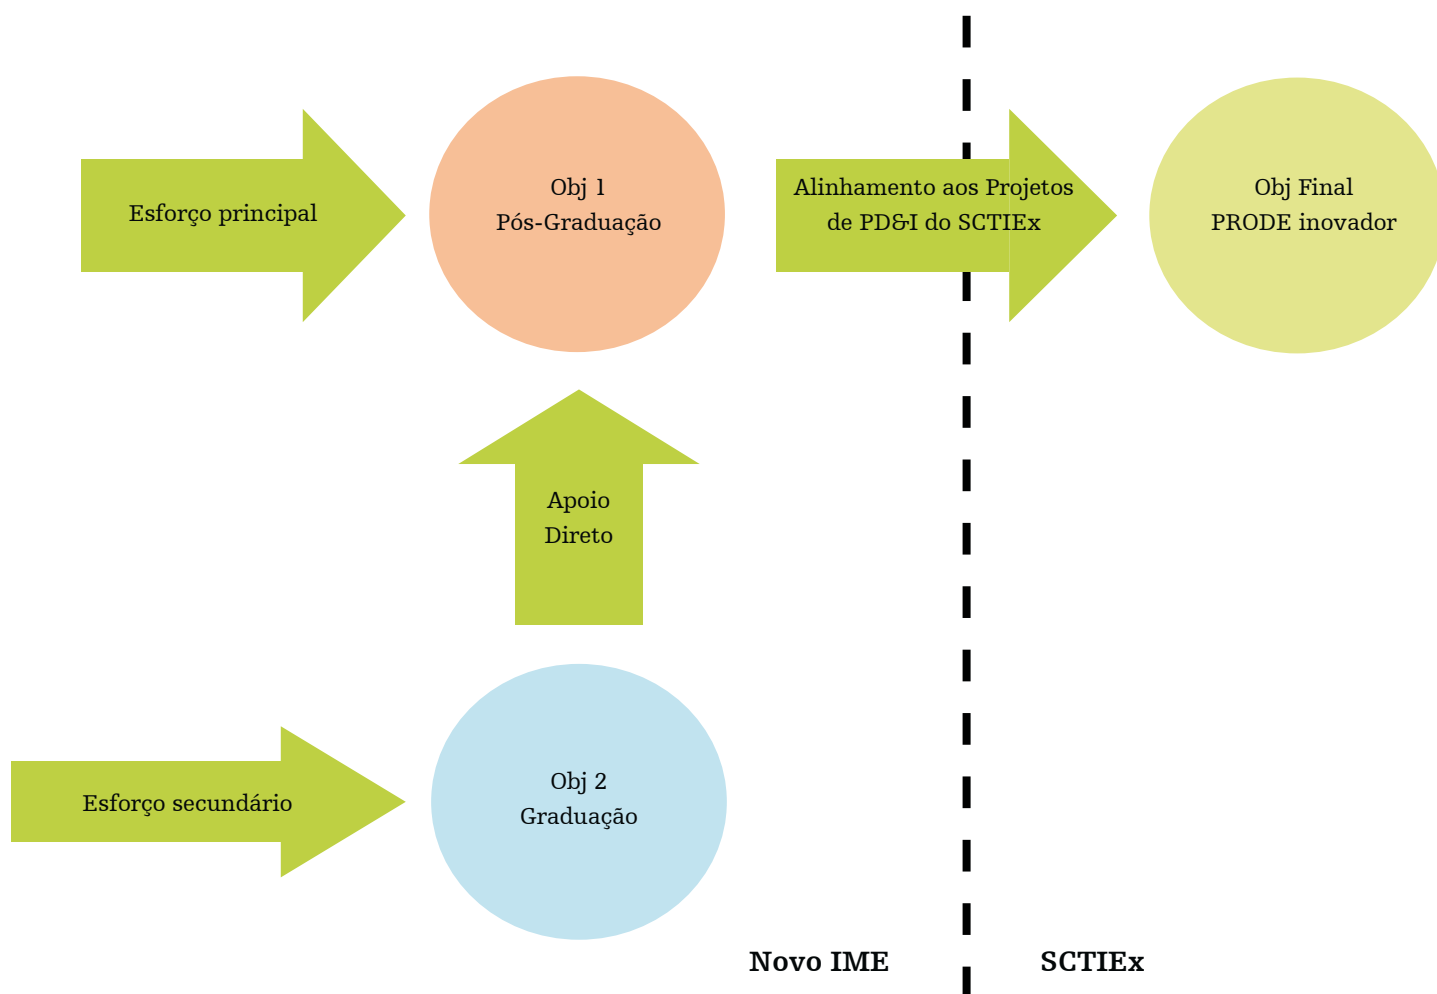 Esforço principal
Obj 1
Pós-Graduação
Alinhamento aos Projetos
de PD&I do SCTIEx
Obj Final
PRODE inovador
Apoio
Direto
Esforço secundário
Obj 2
Graduação
Novo IME
SCTIEx